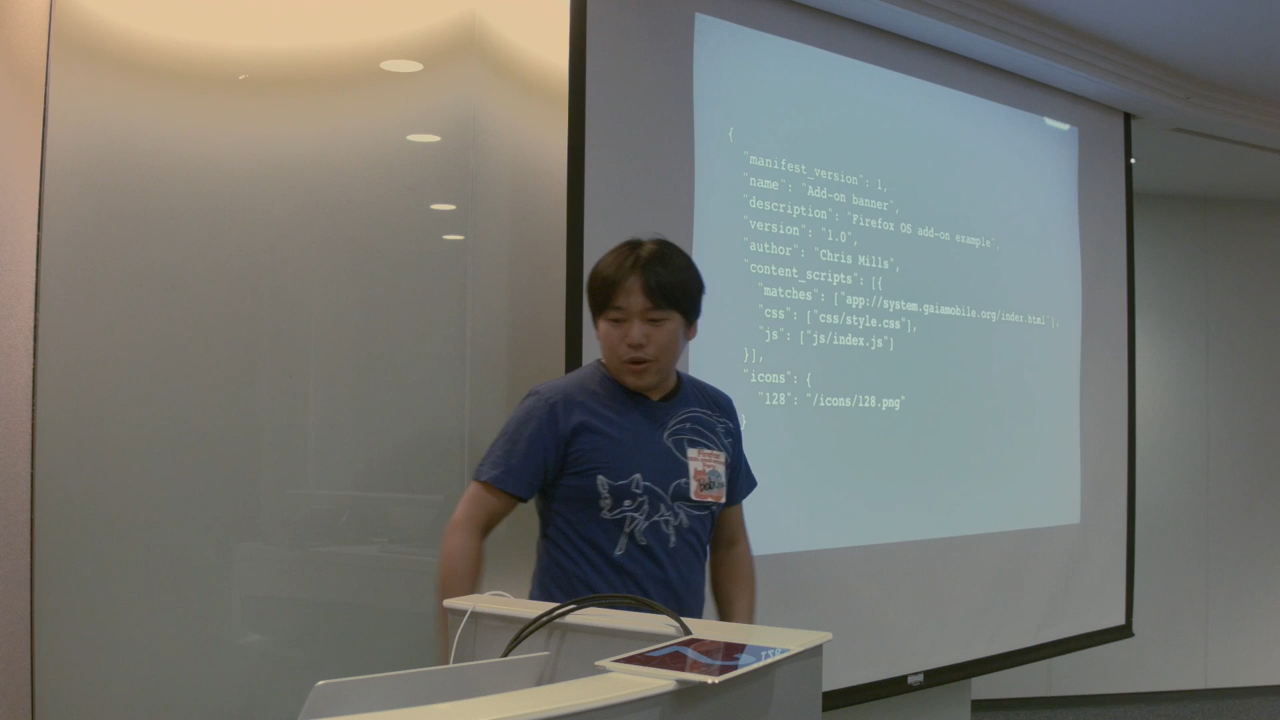 {
"manifest_version": 1,
"name": "Add-on banner",
"description": "Firefox OS add-on example",
"version": "1.0",
"author": "Chris Mills",
"content_scripts": [{
"matches": ["app://system.gaiamobile.org/index.html"],
"css": ["css/style.css"],
"js": ["js/index.js"]
}],
"icons": {
"128": "/icons/128.png"
}